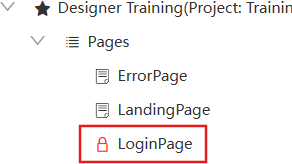 Designer Training(Project: Trainin
Pages
ErrorPage
LandingPage
LoginPage